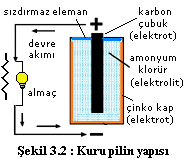 sızdırmaz eleman
karbon
çubuk
(elektrot)
devre
akımı
almaç
amonyum
klorür
(elektrolit)
çinko kap
(elektrot)
+
−
Şekil 3.2 : Kuru pilin yapısı